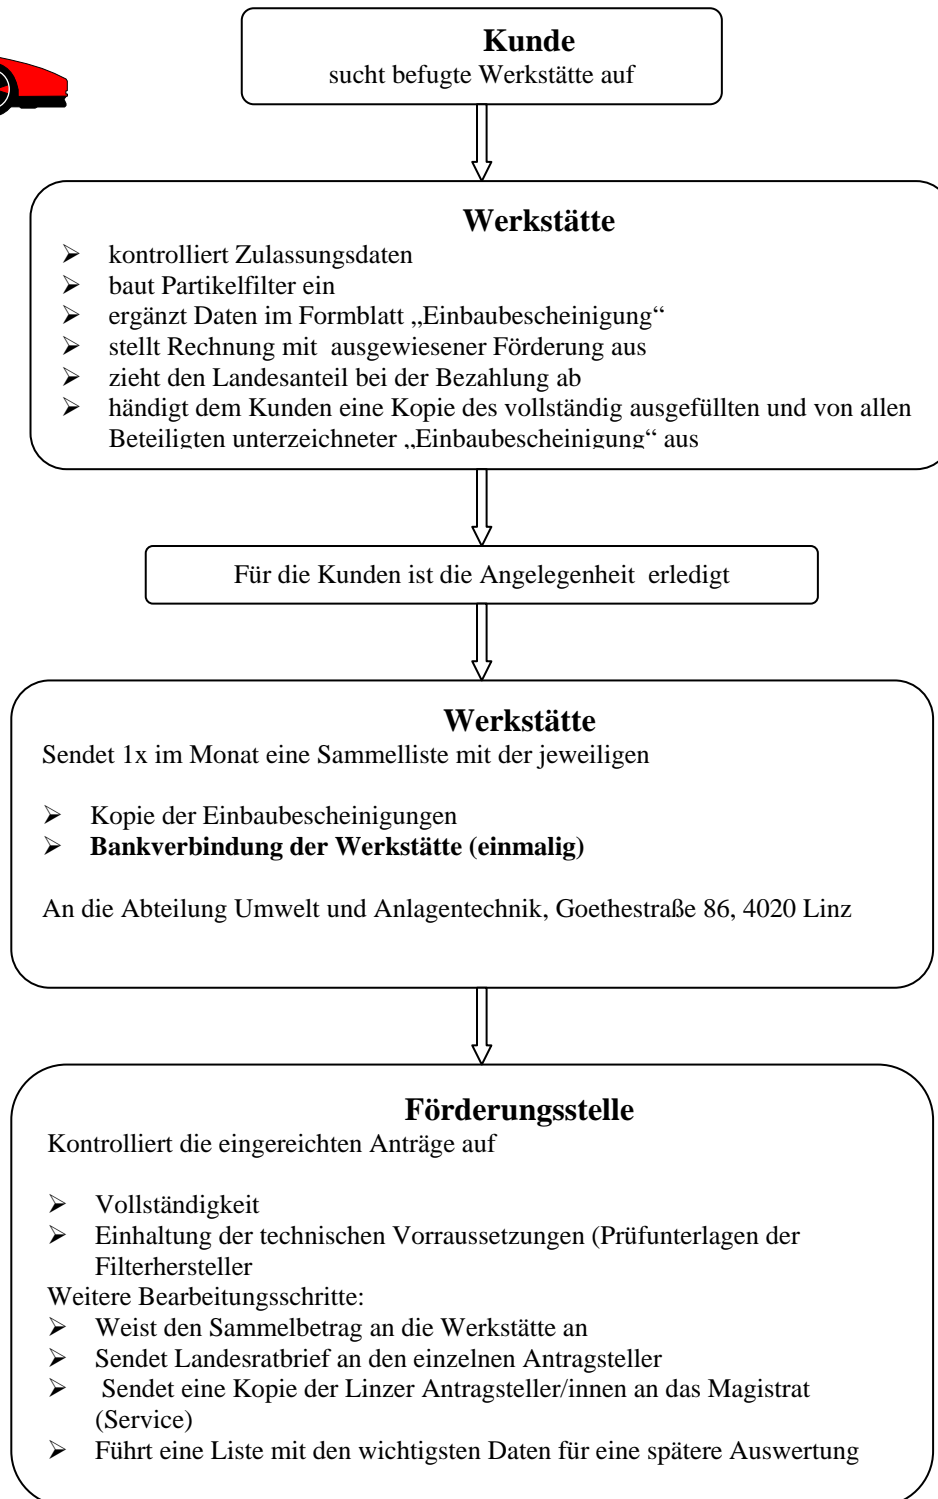 Kunde
sucht befugte Werkstätte auf
Werkstätte
➢ kontrolliert Zulassungsdaten
➢ baut Partikelfilter ein
➢ ergänzt Daten im Formblatt „Einbaubescheinigung“
➢ stellt Rechnung mit ausgewiesener Förderung aus
➢ zieht den Landesanteil bei der Bezahlung ab
➢ händigt dem Kunden eine Kopie des vollständig ausgefüllten und von allen
Beteiligten unterzeichneter „Einbaubescheinigung“ aus
Für die Kunden ist die Angelegenheit erledigt
Werkstätte
Sendet 1x im Monat eine Sammelliste mit der jeweiligen
➢ Kopie der Einbaubescheinigungen
➢ Bankverbindung der Werkstätte (einmalig)
An die Abteilung Umwelt und Anlagentechnik, Goethestraße 86, 4020 Linz
Förderungsstelle
Kontrolliert die eingereichten Anträge auf
➢ Vollständigkeit
➢ Einhaltung der technischen Vorraussetzungen (Prüfunterlagen der
Filterhersteller
Weitere Bearbeitungsschritte:
➢ Weist den Sammelbetrag an die Werkstätte an
➢ Sendet Landesratbrief an den einzelnen Antragsteller
➢ Sendet eine Kopie der Linzer Antragsteller/innen an das Magistrat
(Service)
➢ Führt eine Liste mit den wichtigsten Daten für eine spätere Auswertung